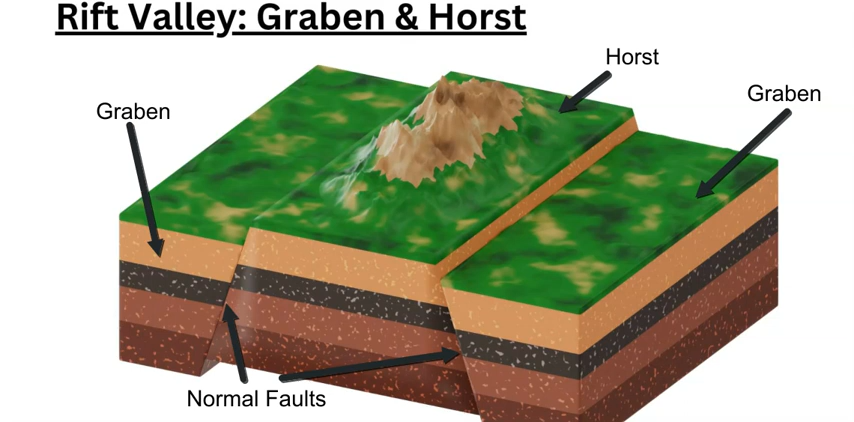 Rift Valley: Graben & Horst
Horst
Graben
Graben
Normal Faults